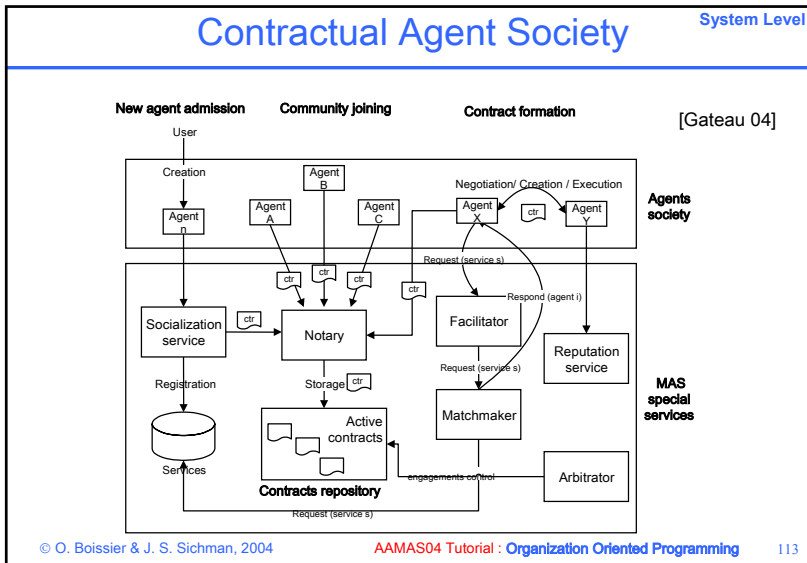 Contractual Agent Society
System Level
New agent admission
Community joining
Contract formation
[Gateau 04]
User
Creation
Agent
n
Agent
A
Agent
B
Agent
C
Negotiation/ Creation / Execution
Agent
X
ctr
Agent
Y
Agents
society
ctr
ctr
ctr
ctr
Request (service s)
Respond (agent i)
Socialization
service
ctr
Notary
Facilitator
Reputation
service
Registration
Storage
ctr
Request (service s)
Matchmaker
MAS
special
services
Services
Active
contracts
Contracts repository
engagements control
Arbitrator
Request (service s)
© O. Boissier & J. S. Sichman, 2004
AAMAS04 Tutorial : Organization Oriented Programming
113